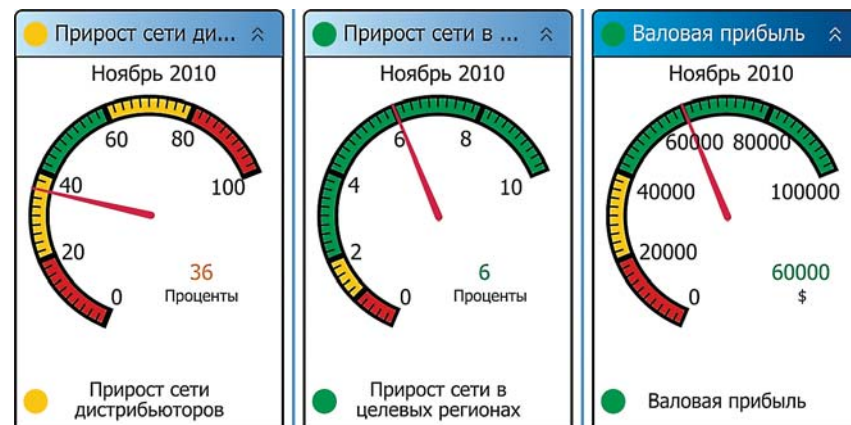 Прирост сети ди...
Ноябрь 2010
60
80
40
100
20
36
Проценты
0
Прирост сети
дистрибьюторов
Прирост сети в ...
Ноябрь 2010
6
8
4
10
2
6
Проценты
0
Прирост сети в
целевых регионах
Валовая прибыль
Ноябрь 2010
60000 80000
40000
100000
20000
60000
0
$
Валовая прибыль